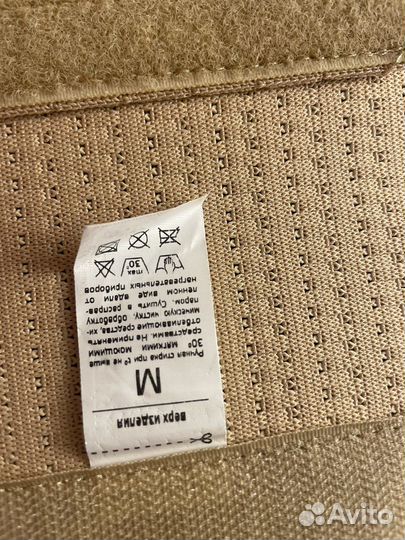 верх изделия
М
Ручная стирка при t° не выше
30° мягкими моющими
средствами. Не применять
отбеливающие средства, хи-
мическую чистку, обработку
паром. Сушить в расправ-
ленном виде вдали от
нагревательных приборов.
max 30°
Avito